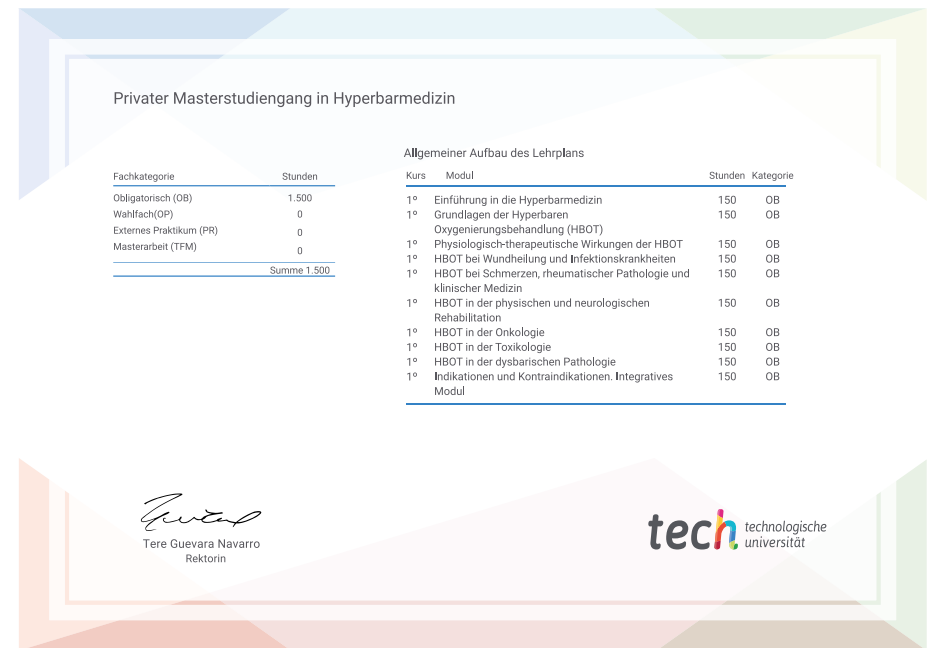 Privater Masterstudiengang in Hyperbarmedizin
Fachkategorie Stunden
Obligatorisch (OB) 1.500
Wahlfach(OP) 0
Externes Praktikum (PR) 0
Masterarbeit (TFM) 0
Summe 1.500
Allgemeiner Aufbau des Lehrplans
Kurs Modul Stunden Kategorie
1º Einführung in die Hyperbarmedizin 150 OB
1º Grundlagen der Hyperbaren 150 OB
Oxygenierungsbehandlung (HBOT)
1º Physiologisch-therapeutische Wirkungen der HBOT 150 OB
1º HBOT bei Wundheilung und Infektionskrankheiten 150 OB
1º HBOT bei Schmerzen, rheumatischer Pathologie und 150 OB
klinischer Medizin
1º HBOT in der physischen und neurologischen 150 OB
Rehabilitation
1º HBOT in der Onkologie 150 OB
1º HBOT in der Toxikologie 150 OB
1º HBOT in der dysbarischen Pathologie 150 OB
1º Indikationen und Kontraindikationen. Integratives 150 OB
Modul
Tere Guevara Navarro
Rektorin
tech technologische
universität